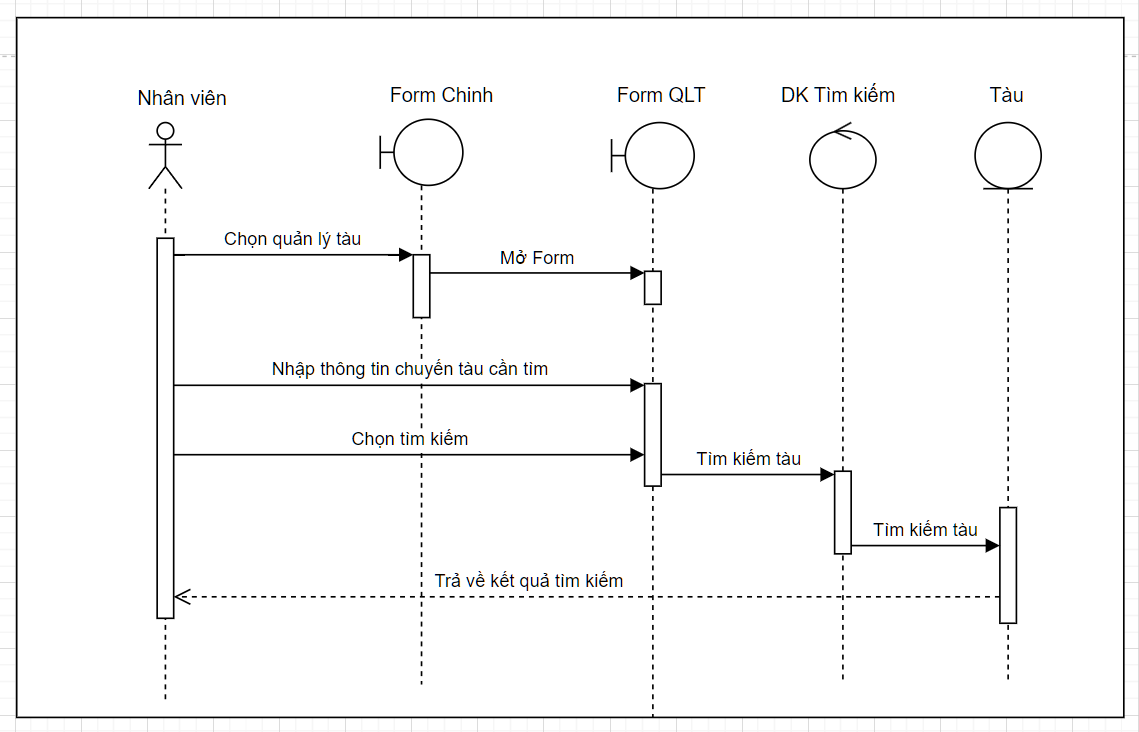 Nhân viên
Form Chinh
Form QLT
DK Tìm kiếm
Tàu
Chọn quản lý tàu
Mở Form
Nhập thông tin chuyến tàu cần tìm
Chọn tìm kiếm
Tìm kiếm tàu
Tìm kiếm tàu
Trả về kết quả tìm kiếm